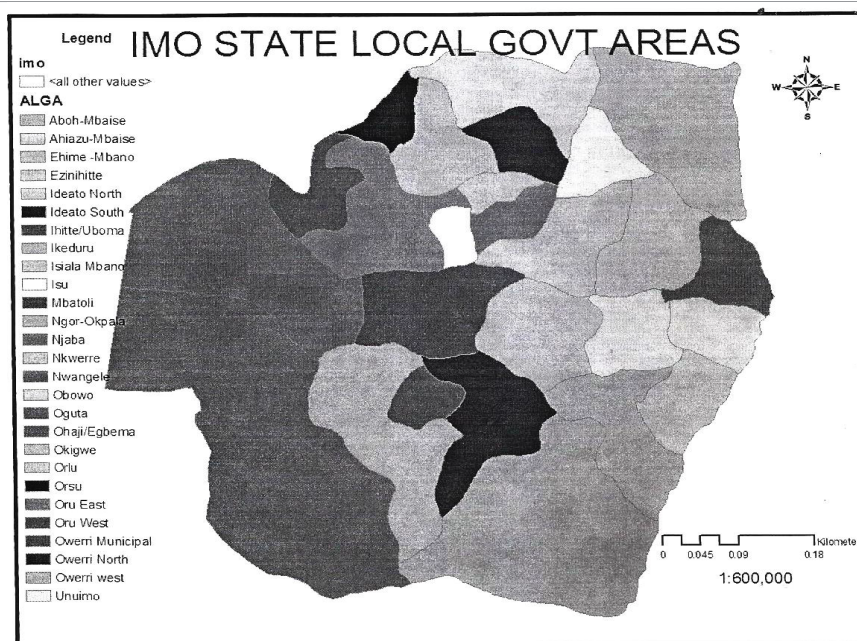 Legend
IMO STATE LOCAL GOVT AREAS
imo
<all other values>
ALGA
Aboh-Mbaise
Ahiazu-Mbaise
Ehime -Mbano
Ezinihitte
Ideato North
Ideato South
Ihitte/Uboma
Ikeduru
Isiala Mbano
Isu
Mbatoli
Ngor-Okpala
Njaba
Nkwerre
Nwangele
Obowo
Oguta
Ohaji/Egbema
Okigwe
Orlu
Orsu
Oru East
Oru West
Owerri Municipal
Owerri North
Owerri west
Unuimo
N
W E
S
Kilomete
0 0.045 0.09 0.18
1:600,000